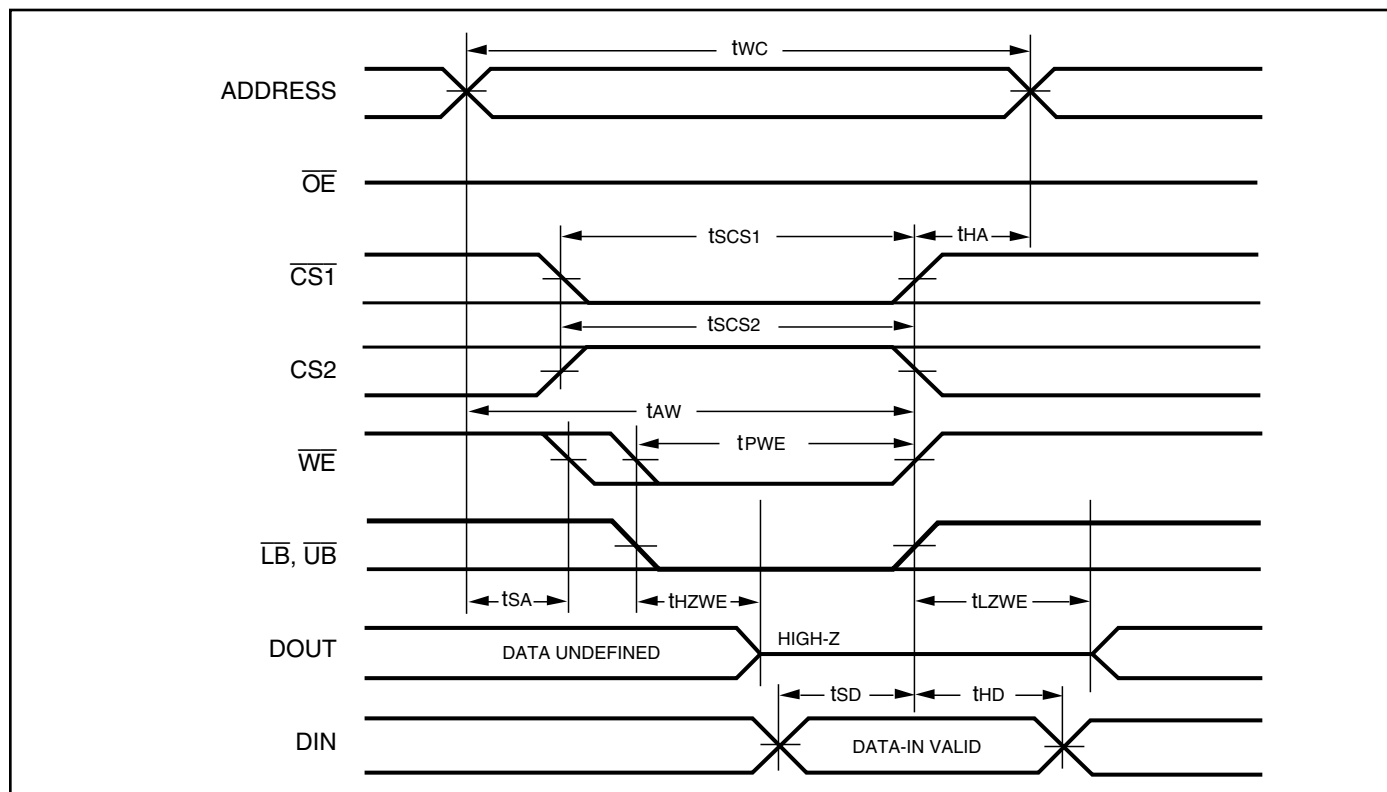 tWC
ADDRESS
OE
tSCS1
tHA
CS1
tSCS2
CS2
tAW
tPWE
WE
LB, UB
tSA
tHZWE
tLZWE
DOUT
DATA UNDEFINED
HIGH-Z
tSD
tHD
DIN
DATA-IN VALID